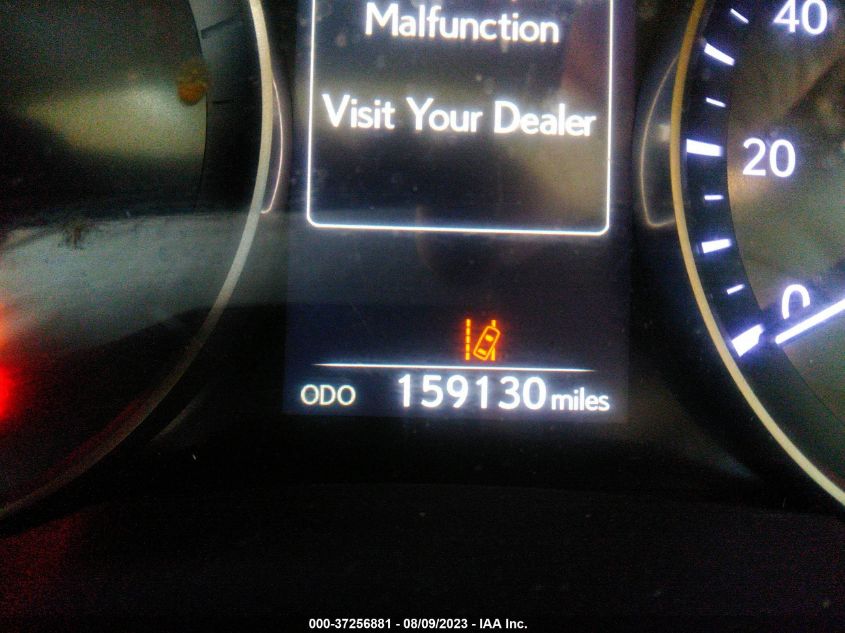 Malfunction
Visit Your Dealer
40
20
0
ODO 159130 miles
000-37256881 - 08/09/2023 - IAA Inc.